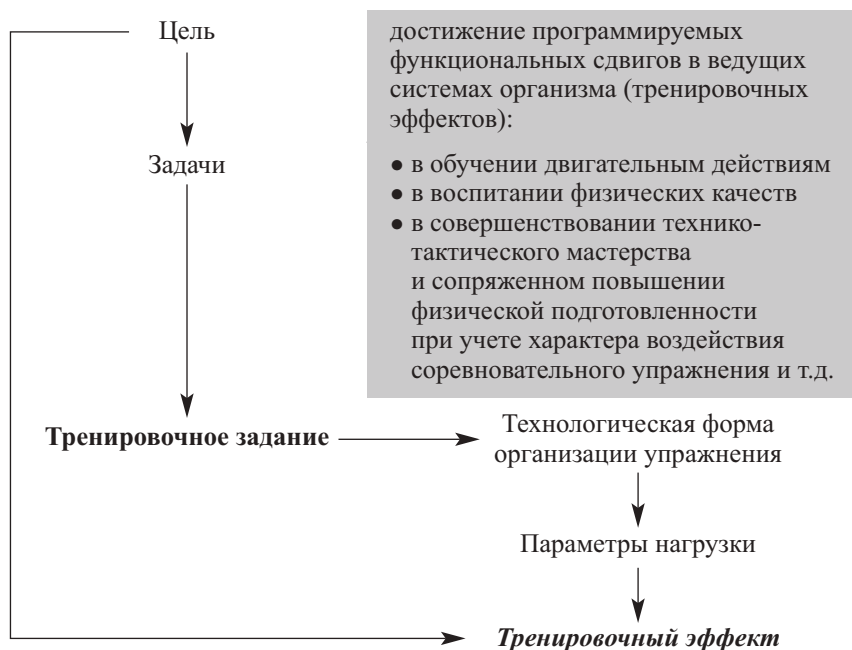 Цель
достижение программируемых
функциональных сдвигов в ведущих
системах организма (тренировочных
эффектов):
Задачи
● в обучении двигательным действиям
● в воспитании физических качеств
● в совершенствовании технико-
тактического мастерства
и сопряженном повышении
физической подготовленности
при учете характера воздействия
соревновательного упражнения и т.д.
Тренировочное задание
Технологическая форма
организации упражнения
Параметры нагрузки
Тренировочный эффект